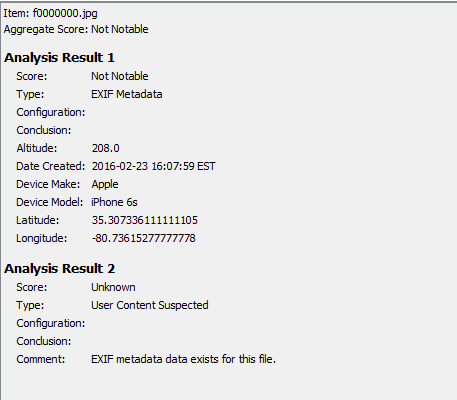 Item: f0000000.jpg
Aggregate Score: Not Notable
Analysis Result 1
Score: Not Notable
Type: EXIF Metadata
Configuration:
Conclusion:
Altitude: 208.0
Date Created: 2016-02-23 16:07:59 EST
Device Make: Apple
Device Model: iPhone 6s
Latitude: 35.307336111111105
Longitude: -80.73615277777778
Analysis Result 2
Score: Unknown
Type: User Content Suspected
Configuration:
Conclusion:
Comment: EXIF metadata data exists for this file.